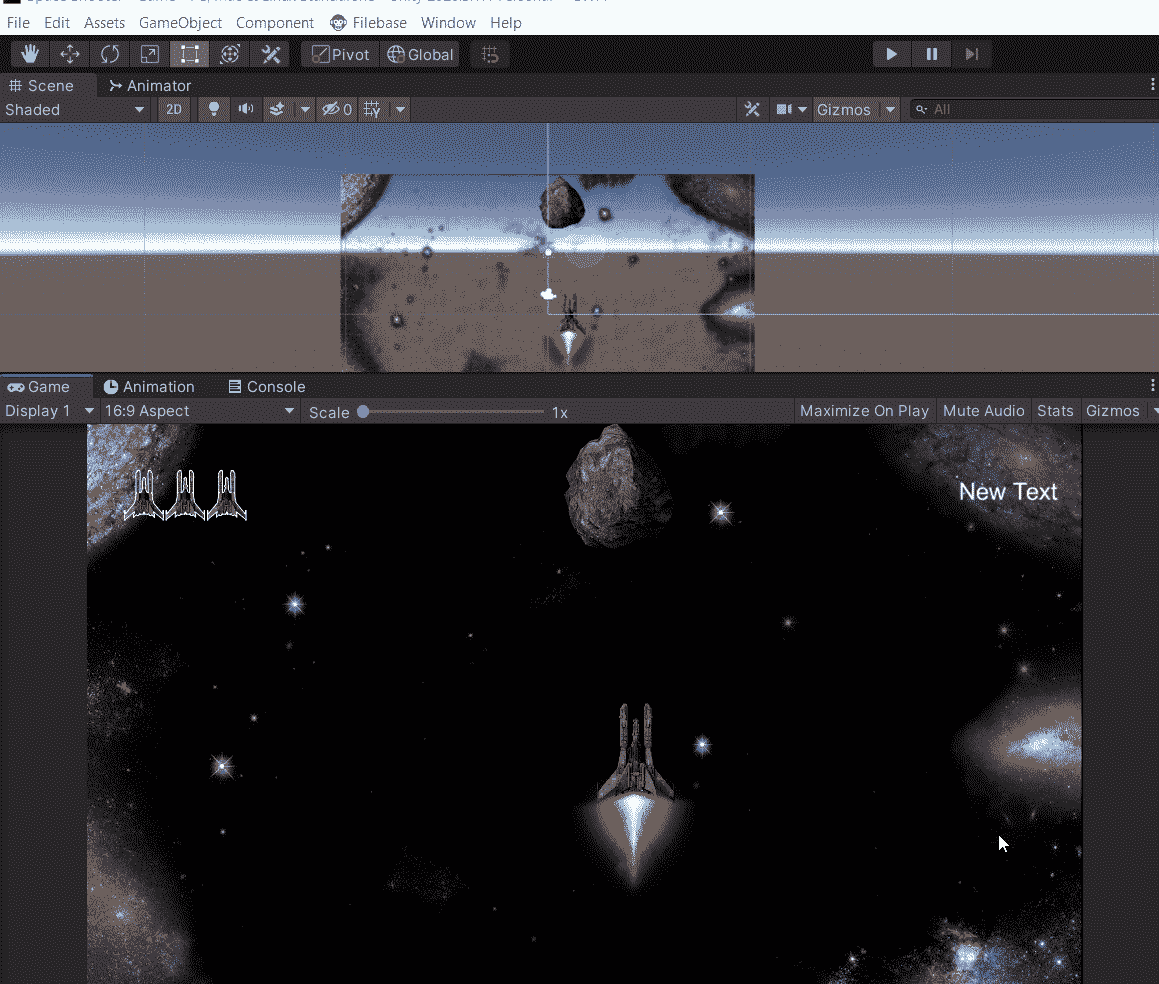 File Edit Assets GameObject Component Filebase Window Help
Pivot Global
Scene Animator
Shaded 2D 0 Gizmos All
Game Animation Console
Display 1 16:9 Aspect Scale 1x Maximize On Play Mute Audio Stats Gizmos
New Text